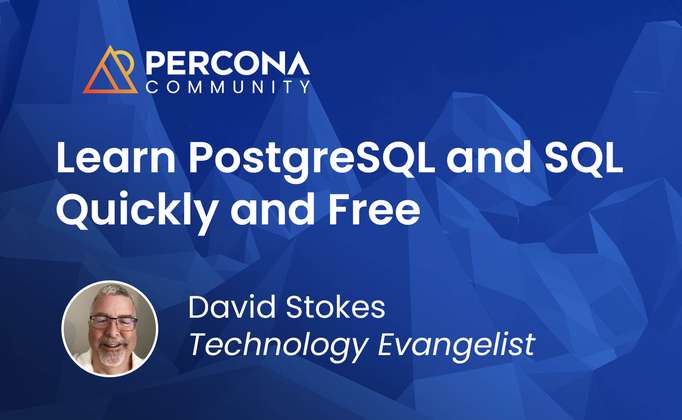 PERCONA
COMMUNITY
Learn PostgreSQL and SQL
Quickly and Free
David Stokes
Technology Evangelist